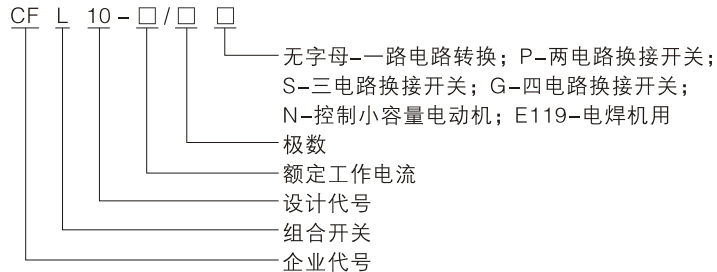 CF L 10-□/□ □
无字母-一路电路转换；P-两电路换接开关；
S-三电路换接开关；G-四电路换接开关；
N-控制小容量电动机；E119-电焊机用
极数
额定工作电流
设计代号
组合开关
企业代号